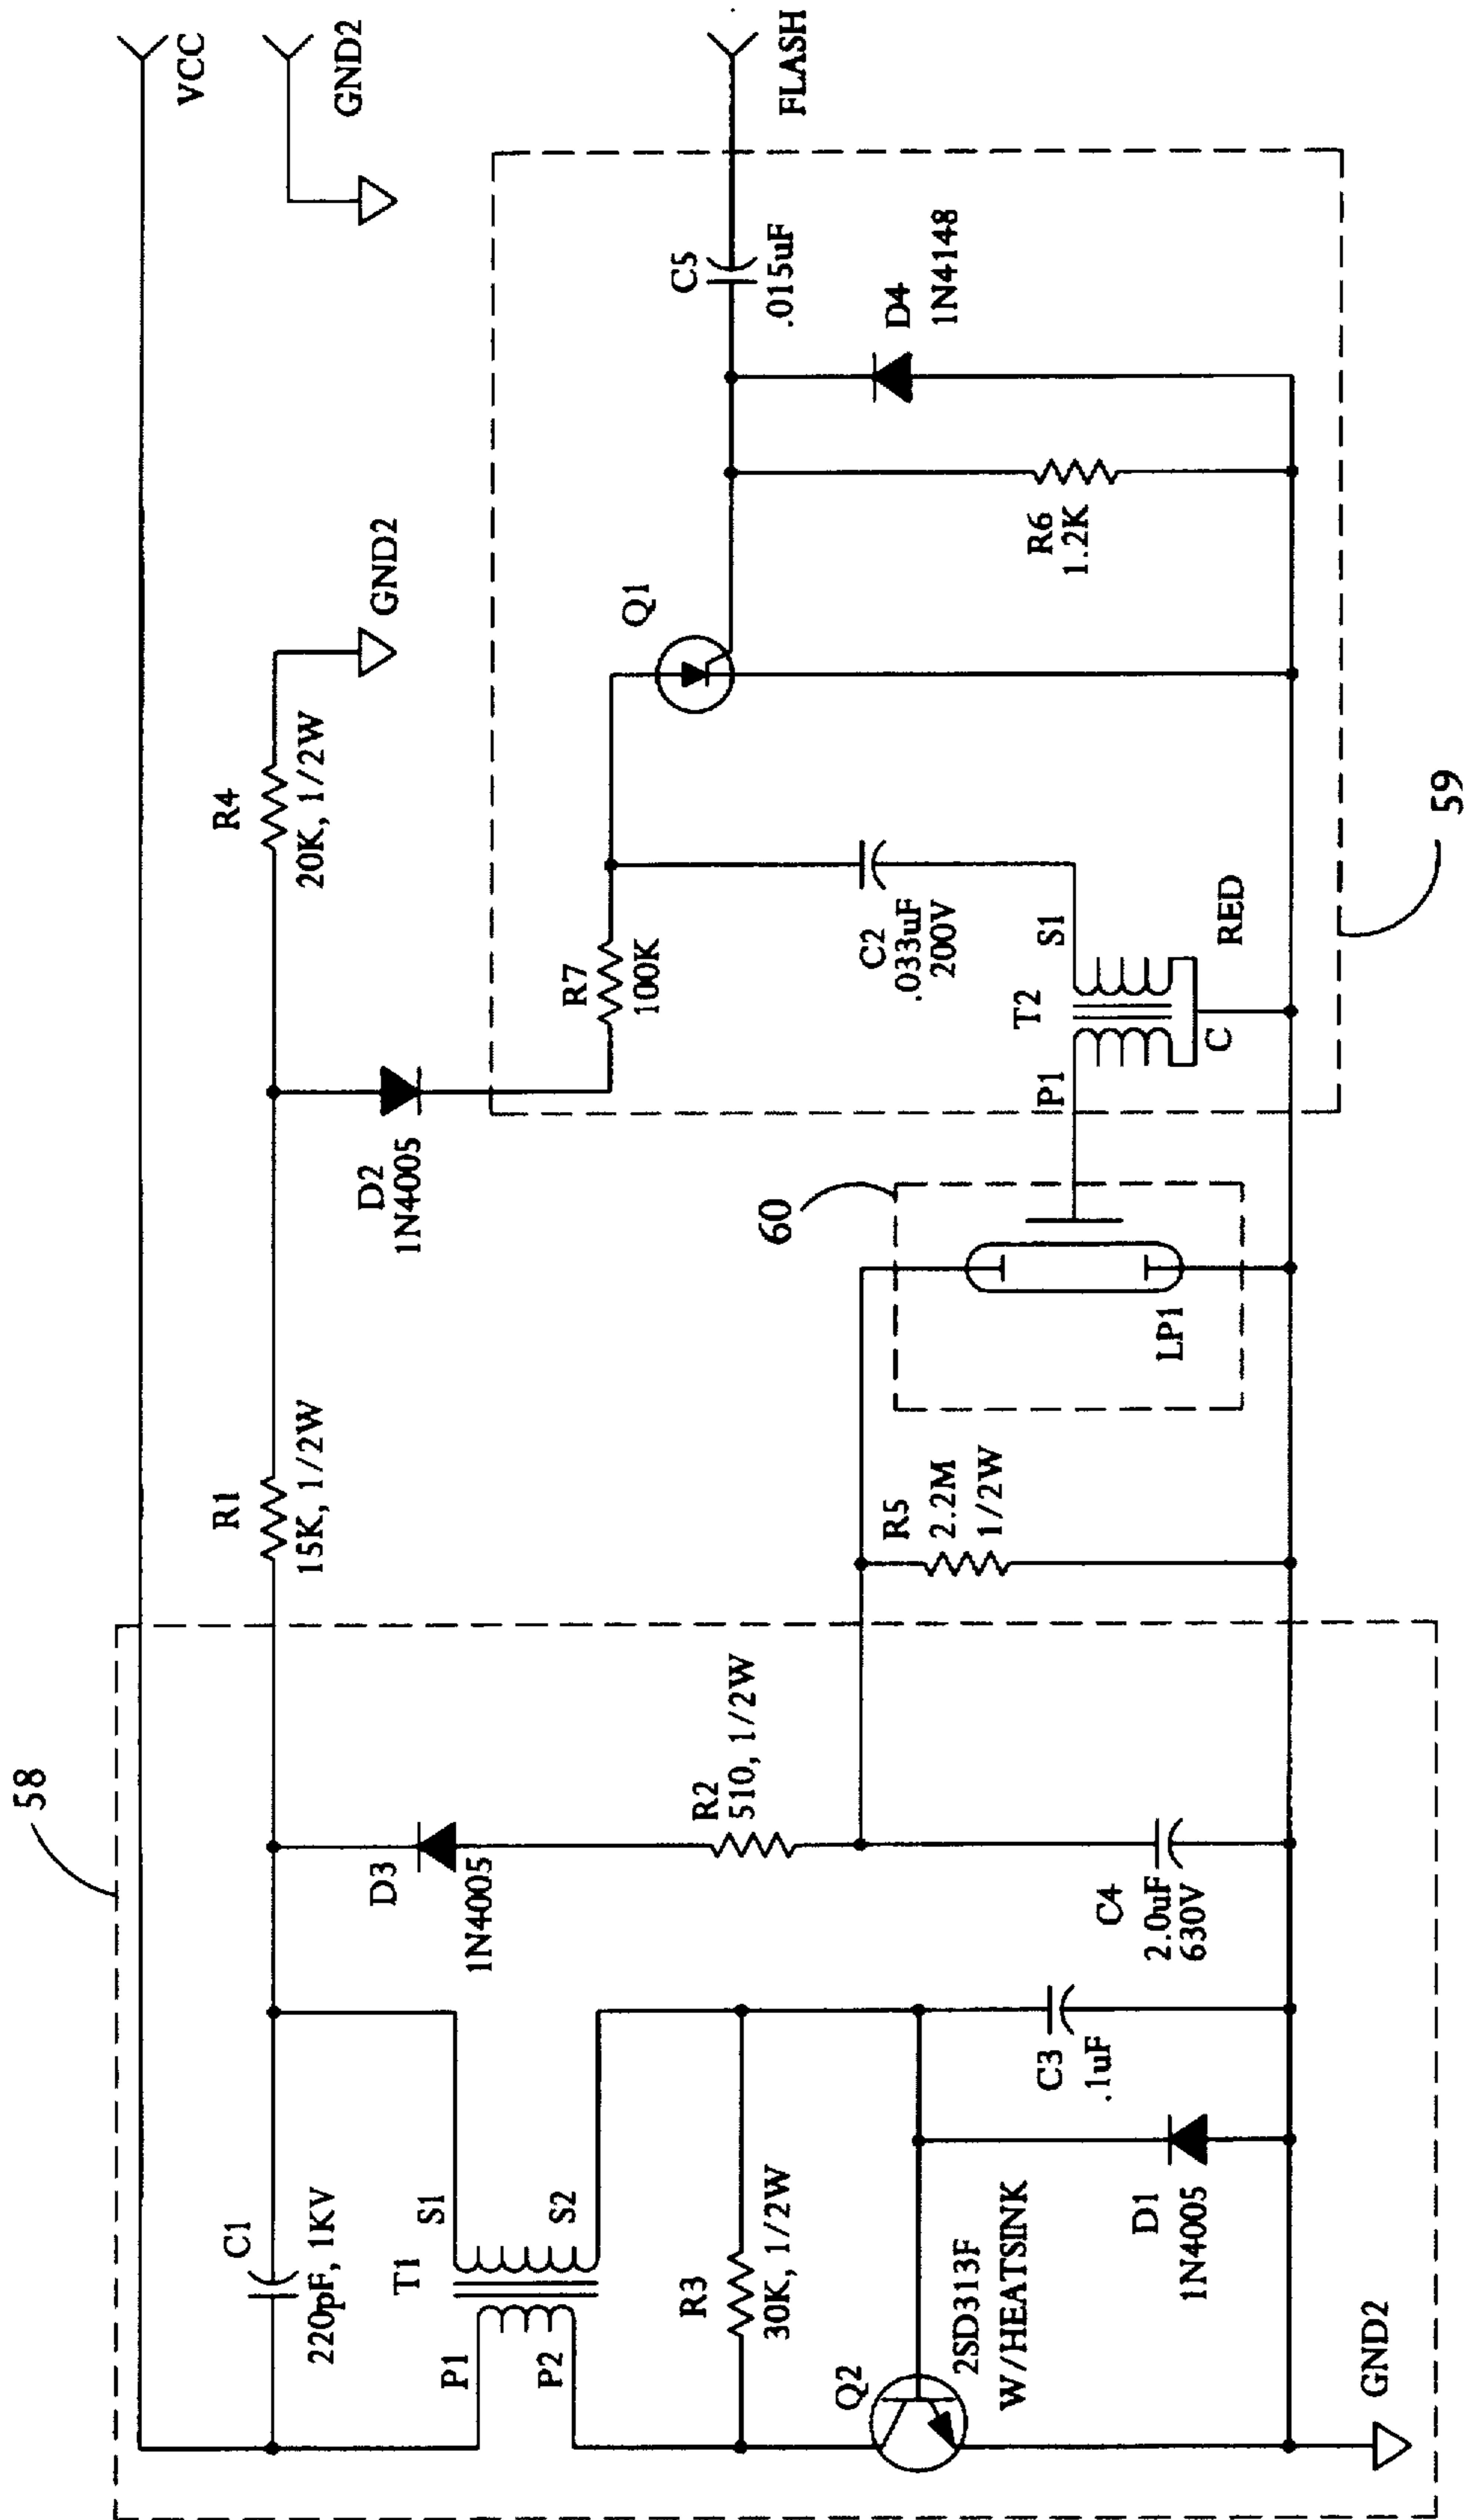 58
C1
220pF, 1KV
T1
P1
S1
P2
S2
R3
30K, 1/2W
Q2
2SD313F
W/HEATSINK
D1
1N4005
GND2
C3
.1uF
D3
1N4005
R2
510, 1/2W
C4
2.0uF
630V
R1
15K, 1/2W
R5
2.2M
1/2W
60
LP1
D2
1N4005
R4
20K, 1/2W
GND2
R7
100K
C2
.033uF
200V
T2
P1
S1
C
RED
59
Q1
R6
1.2K
D4
1N4148
C5
.015uF
VCC
GND2
FLASH